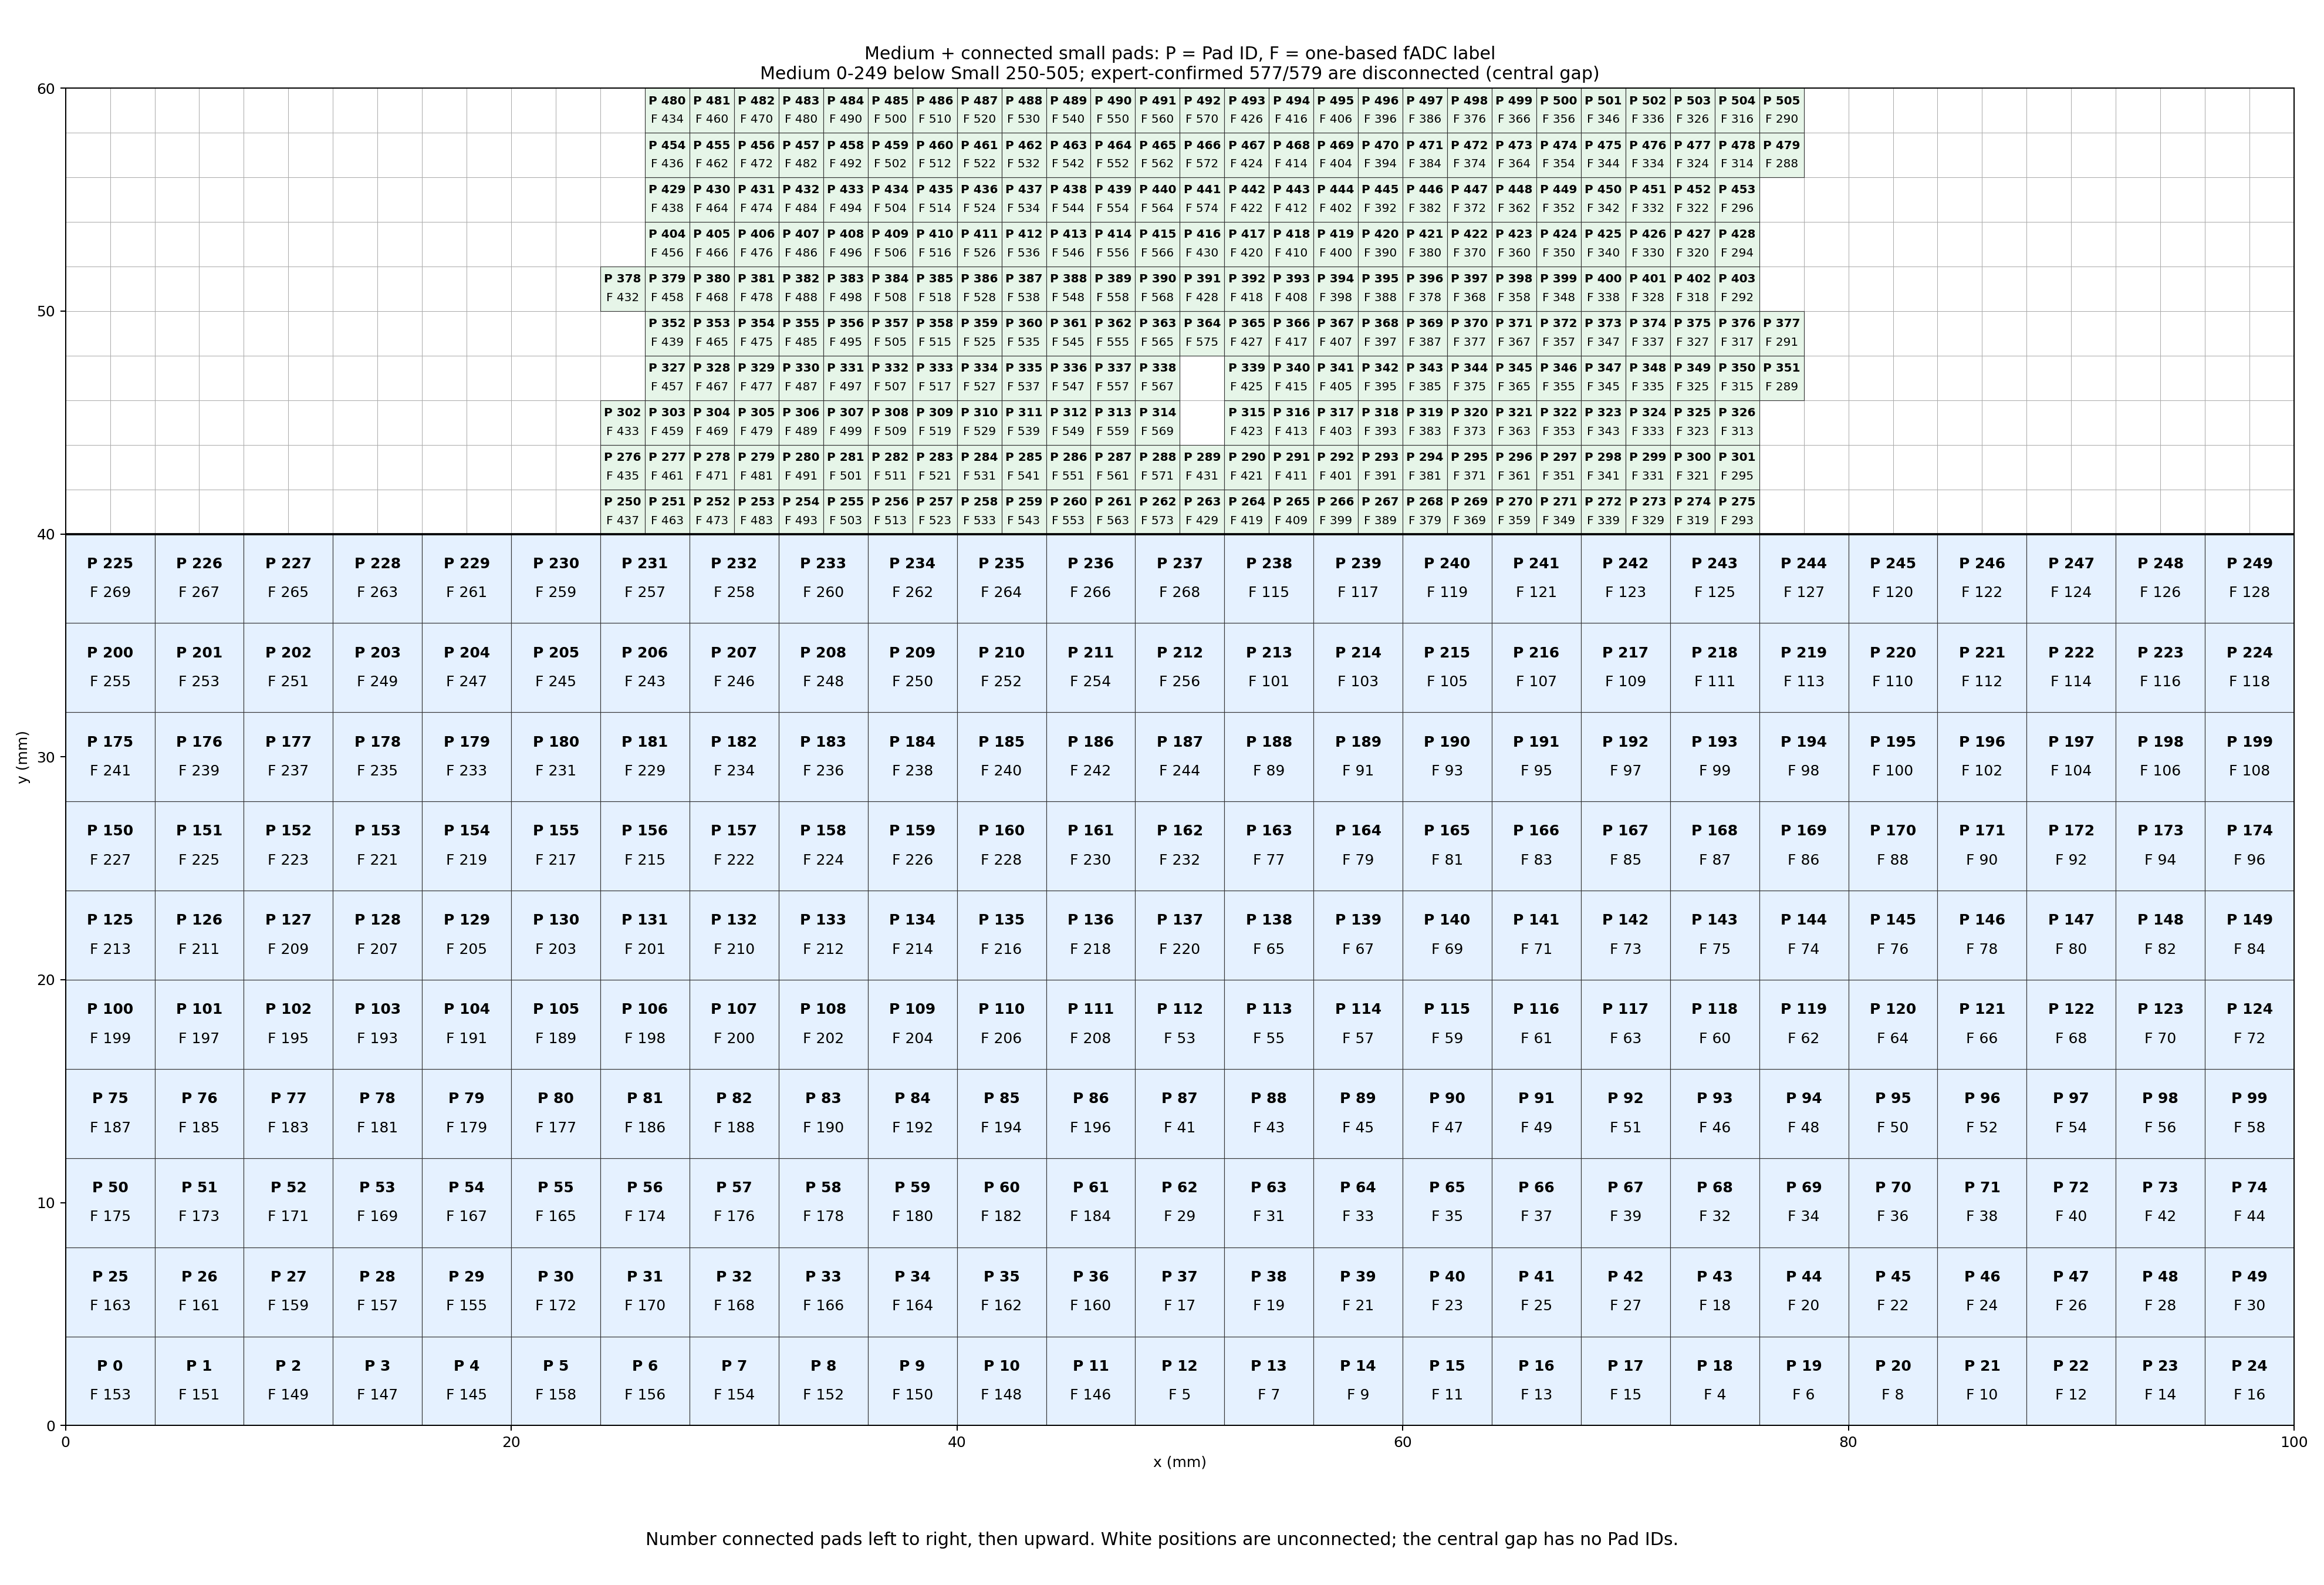 Medium + connected small pads: P = Pad ID, F = one-based fADC label
Medium 0-249 below Small 250-505; expert-confirmed 577/579 are disconnected (central gap)
60
P 480 P 481 P 482 P 483 P 484 P 485 P 486 P 487 P 488 P 489 P 490 P 491 P 492 P 493 P 494 P 495 P 496 P 497 P 498 P 499 P 500 P 501 P 502 P 503 P 504 P 505
F 434 F 460 F 470 F 480 F 490 F 500 F 510 F 520 F 530 F 540 F 550 F 560 F 570 F 426 F 416 F 406 F 396 F 386 F 376 F 366 F 356 F 346 F 336 F 326 F 316 F 290
P 454 P 455 P 456 P 457 P 458 P 459 P 460 P 461 P 462 P 463 P 464 P 465 P 466 P 467 P 468 P 469 P 470 P 471 P 472 P 473 P 474 P 475 P 476 P 477 P 478 P 479
F 436 F 462 F 472 F 482 F 492 F 502 F 512 F 522 F 532 F 542 F 552 F 562 F 572 F 424 F 414 F 404 F 394 F 384 F 374 F 364 F 354 F 344 F 334 F 324 F 314 F 288
P 429 P 430 P 431 P 432 P 433 P 434 P 435 P 436 P 437 P 438 P 439 P 440 P 441 P 442 P 443 P 444 P 445 P 446 P 447 P 448 P 449 P 450 P 451 P 452 P 453
F 438 F 464 F 474 F 484 F 494 F 504 F 514 F 524 F 534 F 544 F 554 F 564 F 574 F 422 F 412 F 402 F 392 F 382 F 372 F 362 F 352 F 342 F 332 F 322 F 296
P 404 P 405 P 406 P 407 P 408 P 409 P 410 P 411 P 412 P 413 P 414 P 415 P 416 P 417 P 418 P 419 P 420 P 421 P 422 P 423 P 424 P 425 P 426 P 427 P 428
F 456 F 466 F 476 F 486 F 496 F 506 F 516 F 526 F 536 F 546 F 556 F 566 F 430 F 420 F 410 F 400 F 390 F 380 F 370 F 360 F 350 F 340 F 330 F 320 F 294
P 378 P 379 P 380 P 381 P 382 P 383 P 384 P 385 P 386 P 387 P 388 P 389 P 390 P 391 P 392 P 393 P 394 P 395 P 396 P 397 P 398 P 399 P 400 P 401 P 402 P 403
F 432 F 458 F 468 F 478 F 488 F 498 F 508 F 518 F 528 F 538 F 548 F 558 F 568 F 428 F 418 F 408 F 398 F 388 F 378 F 368 F 358 F 348 F 338 F 328 F 318 F 292
50
P 352 P 353 P 354 P 355 P 356 P 357 P 358 P 359 P 360 P 361 P 362 P 363 P 364 P 365 P 366 P 367 P 368 P 369 P 370 P 371 P 372 P 373 P 374 P 375 P 376 P 377
F 439 F 465 F 475 F 485 F 495 F 505 F 515 F 525 F 535 F 545 F 555 F 565 F 575 F 427 F 417 F 407 F 397 F 387 F 377 F 367 F 357 F 347 F 337 F 327 F 317 F 291
P 327 P 328 P 329 P 330 P 331 P 332 P 333 P 334 P 335 P 336 P 337 P 338 P 339 P 340 P 341 P 342 P 343 P 344 P 345 P 346 P 347 P 348 P 349 P 350 P 351
F 457 F 467 F 477 F 487 F 497 F 507 F 517 F 527 F 537 F 547 F 557 F 567 F 425 F 415 F 405 F 395 F 385 F 375 F 365 F 355 F 345 F 335 F 325 F 315 F 289
P 302 P 303 P 304 P 305 P 306 P 307 P 308 P 309 P 310 P 311 P 312 P 313 P 314 P 315 P 316 P 317 P 318 P 319 P 320 P 321 P 322 P 323 P 324 P 325 P 326
F 433 F 459 F 469 F 479 F 489 F 499 F 509 F 519 F 529 F 539 F 549 F 559 F 569 F 423 F 413 F 403 F 393 F 383 F 373 F 363 F 353 F 343 F 333 F 323 F 313
P 276 P 277 P 278 P 279 P 280 P 281 P 282 P 283 P 284 P 285 P 286 P 287 P 288 P 289 P 290 P 291 P 292 P 293 P 294 P 295 P 296 P 297 P 298 P 299 P 300 P 301
F 435 F 461 F 471 F 481 F 491 F 501 F 511 F 521 F 531 F 541 F 551 F 561 F 571 F 431 F 421 F 411 F 401 F 391 F 381 F 371 F 361 F 351 F 341 F 331 F 321 F 295
P 250 P 251 P 252 P 253 P 254 P 255 P 256 P 257 P 258 P 259 P 260 P 261 P 262 P 263 P 264 P 265 P 266 P 267 P 268 P 269 P 270 P 271 P 272 P 273 P 274 P 275
F 437 F 463 F 473 F 483 F 493 F 503 F 513 F 523 F 533 F 543 F 553 F 563 F 573 F 429 F 419 F 409 F 399 F 389 F 379 F 369 F 359 F 349 F 339 F 329 F 319 F 293
40
P 225 P 226 P 227 P 228 P 229 P 230 P 231 P 232 P 233 P 234 P 235 P 236 P 237 P 238 P 239 P 240 P 241 P 242 P 243 P 244 P 245 P 246 P 247 P 248 P 249
F 269 F 267 F 265 F 263 F 261 F 259 F 257 F 258 F 260 F 262 F 264 F 266 F 268 F 115 F 117 F 119 F 121 F 123 F 125 F 127 F 120 F 122 F 124 F 126 F 128
P 200 P 201 P 202 P 203 P 204 P 205 P 206 P 207 P 208 P 209 P 210 P 211 P 212 P 213 P 214 P 215 P 216 P 217 P 218 P 219 P 220 P 221 P 222 P 223 P 224
F 255 F 253 F 251 F 249 F 247 F 245 F 243 F 246 F 248 F 250 F 252 F 254 F 256 F 101 F 103 F 105 F 107 F 109 F 111 F 113 F 110 F 112 F 114 F 116 F 118
P 175 P 176 P 177 P 178 P 179 P 180 P 181 P 182 P 183 P 184 P 185 P 186 P 187 P 188 P 189 P 190 P 191 P 192 P 193 P 194 P 195 P 196 P 197 P 198 P 199
30
F 241 F 239 F 237 F 235 F 233 F 231 F 229 F 234 F 236 F 238 F 240 F 242 F 244 F 89 F 91 F 93 F 95 F 97 F 99 F 98 F 100 F 102 F 104 F 106 F 108
y (mm)
P 150 P 151 P 152 P 153 P 154 P 155 P 156 P 157 P 158 P 159 P 160 P 161 P 162 P 163 P 164 P 165 P 166 P 167 P 168 P 169 P 170 P 171 P 172 P 173 P 174
F 227 F 225 F 223 F 221 F 219 F 217 F 215 F 222 F 224 F 226 F 228 F 230 F 232 F 77 F 79 F 81 F 83 F 85 F 87 F 86 F 88 F 90 F 92 F 94 F 96
P 125 P 126 P 127 P 128 P 129 P 130 P 131 P 132 P 133 P 134 P 135 P 136 P 137 P 138 P 139 P 140 P 141 P 142 P 143 P 144 P 145 P 146 P 147 P 148 P 149
F 213 F 211 F 209 F 207 F 205 F 203 F 201 F 210 F 212 F 214 F 216 F 218 F 220 F 65 F 67 F 69 F 71 F 73 F 75 F 74 F 76 F 78 F 80 F 82 F 84
20
P 100 P 101 P 102 P 103 P 104 P 105 P 106 P 107 P 108 P 109 P 110 P 111 P 112 P 113 P 114 P 115 P 116 P 117 P 118 P 119 P 120 P 121 P 122 P 123 P 124
F 199 F 197 F 195 F 193 F 191 F 189 F 198 F 200 F 202 F 204 F 206 F 208 F 53 F 55 F 57 F 59 F 61 F 63 F 60 F 62 F 64 F 66 F 68 F 70 F 72
P 75 P 76 P 77 P 78 P 79 P 80 P 81 P 82 P 83 P 84 P 85 P 86 P 87 P 88 P 89 P 90 P 91 P 92 P 93 P 94 P 95 P 96 P 97 P 98 P 99
F 187 F 185 F 183 F 181 F 179 F 177 F 186 F 188 F 190 F 192 F 194 F 196 F 41 F 43 F 45 F 47 F 49 F 51 F 46 F 48 F 50 F 52 F 54 F 56 F 58
P 50 P 51 P 52 P 53 P 54 P 55 P 56 P 57 P 58 P 59 P 60 P 61 P 62 P 63 P 64 P 65 P 66 P 67 P 68 P 69 P 70 P 71 P 72 P 73 P 74
10
F 175 F 173 F 171 F 169 F 167 F 165 F 174 F 176 F 178 F 180 F 182 F 184 F 29 F 31 F 33 F 35 F 37 F 39 F 32 F 34 F 36 F 38 F 40 F 42 F 44
P 25 P 26 P 27 P 28 P 29 P 30 P 31 P 32 P 33 P 34 P 35 P 36 P 37 P 38 P 39 P 40 P 41 P 42 P 43 P 44 P 45 P 46 P 47 P 48 P 49
F 163 F 161 F 159 F 157 F 155 F 172 F 170 F 168 F 166 F 164 F 162 F 160 F 17 F 19 F 21 F 23 F 25 F 27 F 18 F 20 F 22 F 24 F 26 F 28 F 30
P 0 P 1 P 2 P 3 P 4 P 5 P 6 P 7 P 8 P 9 P 10 P 11 P 12 P 13 P 14 P 15 P 16 P 17 P 18 P 19 P 20 P 21 P 22 P 23 P 24
F 153 F 151 F 149 F 147 F 145 F 158 F 156 F 154 F 152 F 150 F 148 F 146 F 5 F 7 F 9 F 11 F 13 F 15 F 4 F 6 F 8 F 10 F 12 F 14 F 16
0
0 20 40 60 80 100
x (mm)
Number connected pads left to right, then upward. White positions are unconnected; the central gap has no Pad IDs.